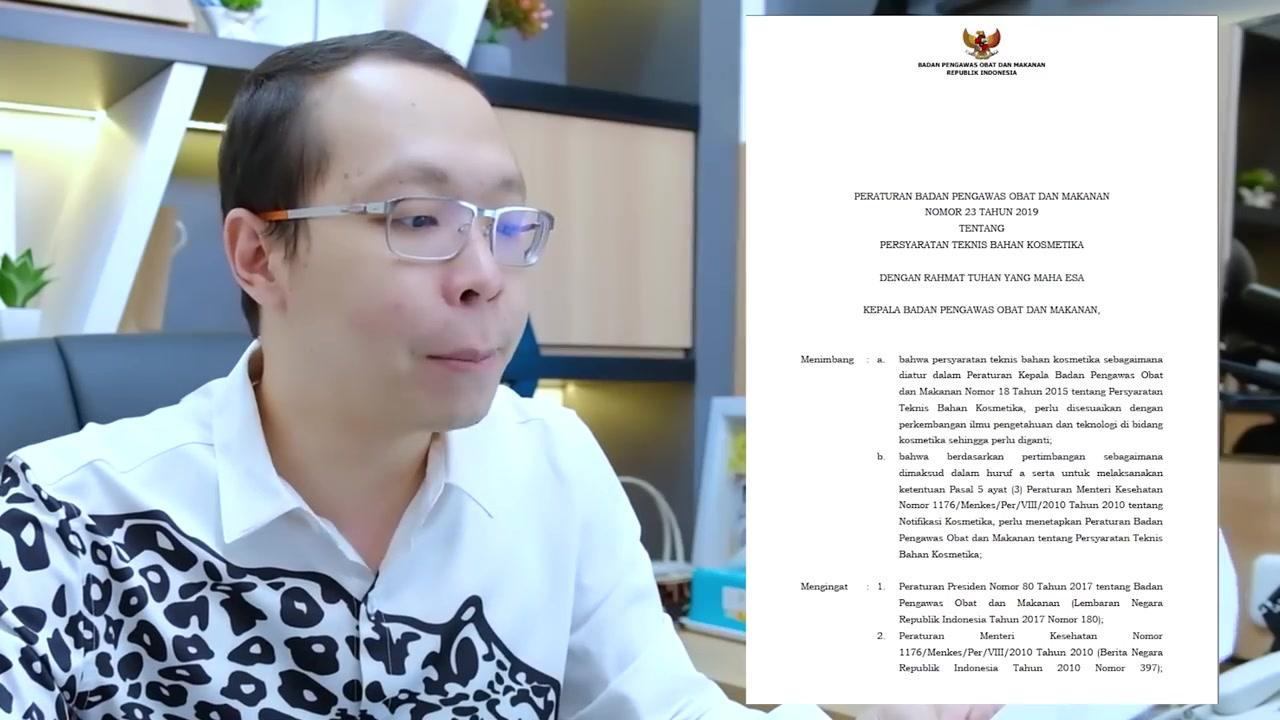 BADAN PENGAWAS OBAT DAN MAKANAN
REPUBLIK INDONESIA
PERATURAN BADAN PENGAWAS OBAT DAN MAKANAN
NOMOR 23 TAHUN 2019
TENTANG
PERSYARATAN TEKNIS BAHAN KOSMETIKA
DENGAN RAHMAT TUHAN YANG MAHA ESA
KEPALA BADAN PENGAWAS OBAT DAN MAKANAN,
Menimbang : a. bahwa persyaratan teknis bahan kosmetika sebagaimana
diatur dalam Peraturan Kepala Badan Pengawas Obat
dan Makanan Nomor 18 Tahun 2015 tentang Persyaratan
Teknis Bahan Kosmetika, perlu disesuaikan dengan
perkembangan ilmu pengetahuan dan teknologi di bidang
kosmetika sehingga perlu diganti;
b. bahwa berdasarkan pertimbangan sebagaimana
dimaksud dalam huruf a serta untuk melaksanakan
ketentuan Pasal 5 ayat (3) Peraturan Menteri Kesehatan
Nomor 1176/Menkes/Per/VIII/2010 Tahun 2010 tentang
Notifikasi Kosmetika, perlu menetapkan Peraturan Badan
Pengawas Obat dan Makanan tentang Persyaratan Teknis
Bahan Kosmetika;
Mengingat : 1. Peraturan Presiden Nomor 80 Tahun 2017 tentang Badan
Pengawas Obat dan Makanan (Lembaran Negara
Republik Indonesia Tahun 2017 Nomor 180);
2. Peraturan Menteri Kesehatan Nomor
1176/Menkes/Per/VIII/2010 Tahun 2010 (Berita Negara
Republik Indonesia Tahun 2010 Nomor 397);